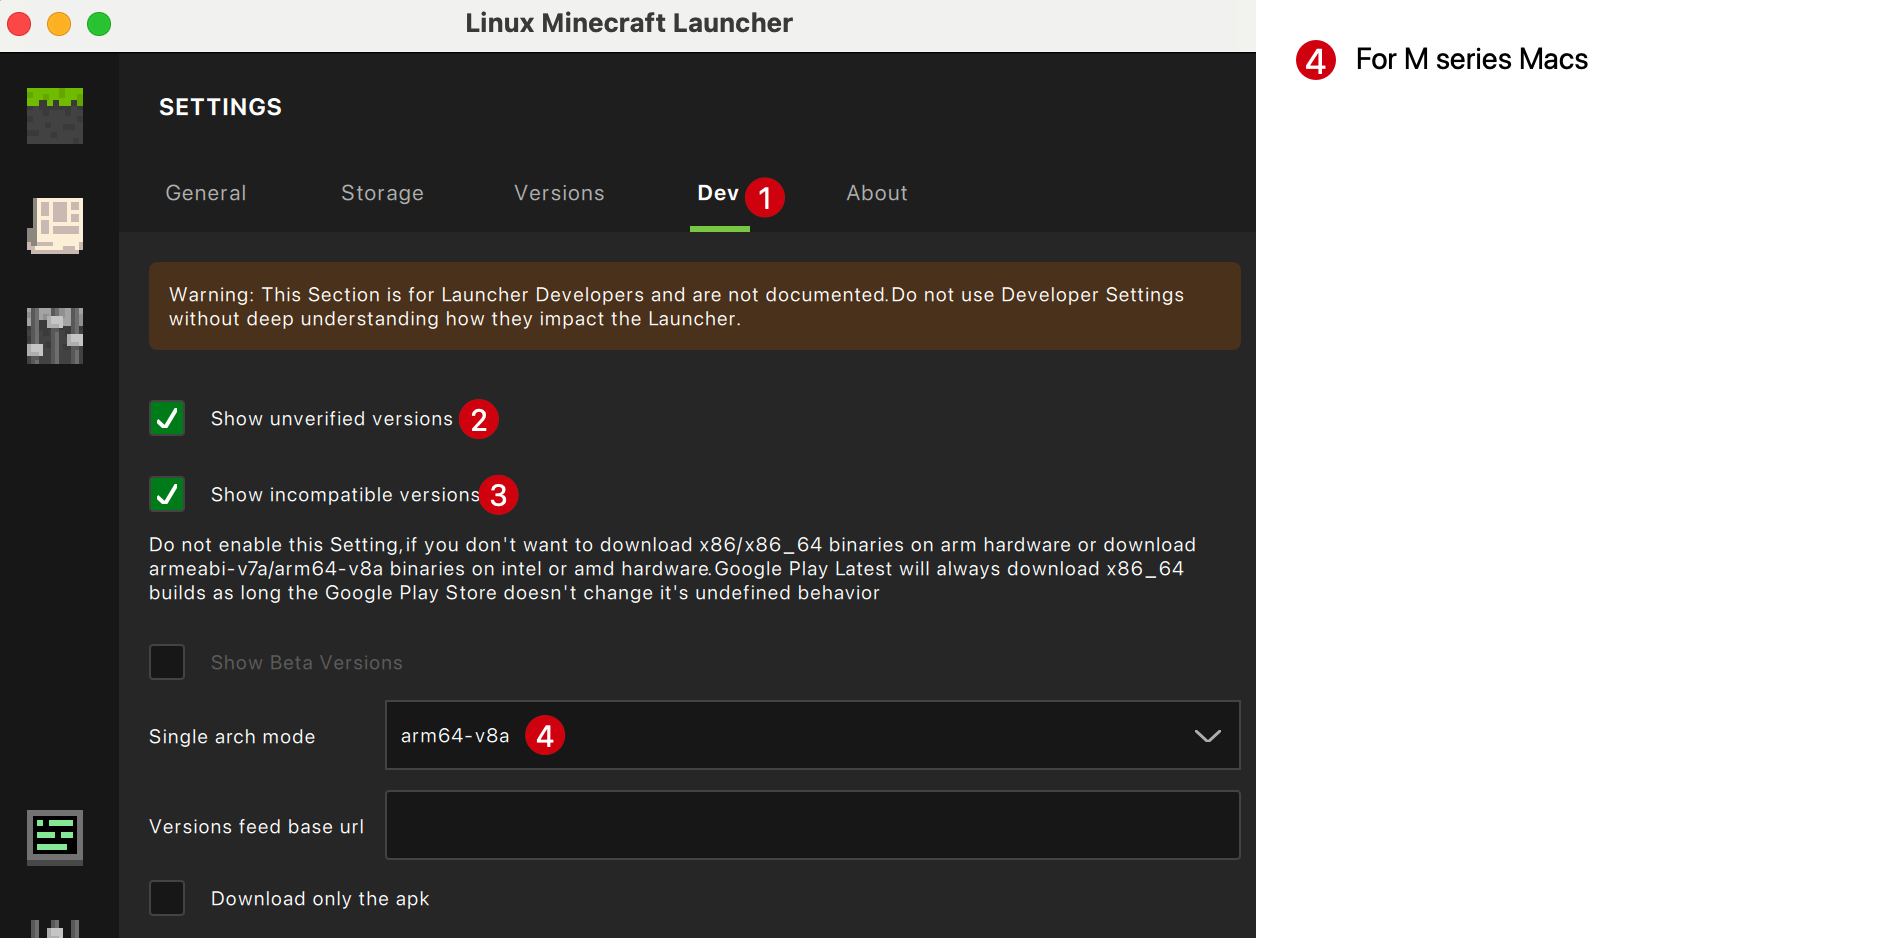 Linux Minecraft Launcher
4 For M series Macs
SETTINGS
General Storage Versions Dev 1 About
Warning: This Section is for Launcher Developers and are not documented.Do not use Developer Settings
without deep understanding how they impact the Launcher.
Show unverified versions 2
Show incompatible versions 3
Do not enable this Setting,if you don't want to download x86/x86_64 binaries on arm hardware or download
armeabi-v7a/arm64-v8a binaries on intel or amd hardware.Google Play Latest will always download x86_64
builds as long the Google Play Store doesn't change it's undefined behavior
Show Beta Versions
Single arch mode arm64-v8a 4
Versions feed base url
Download only the apk